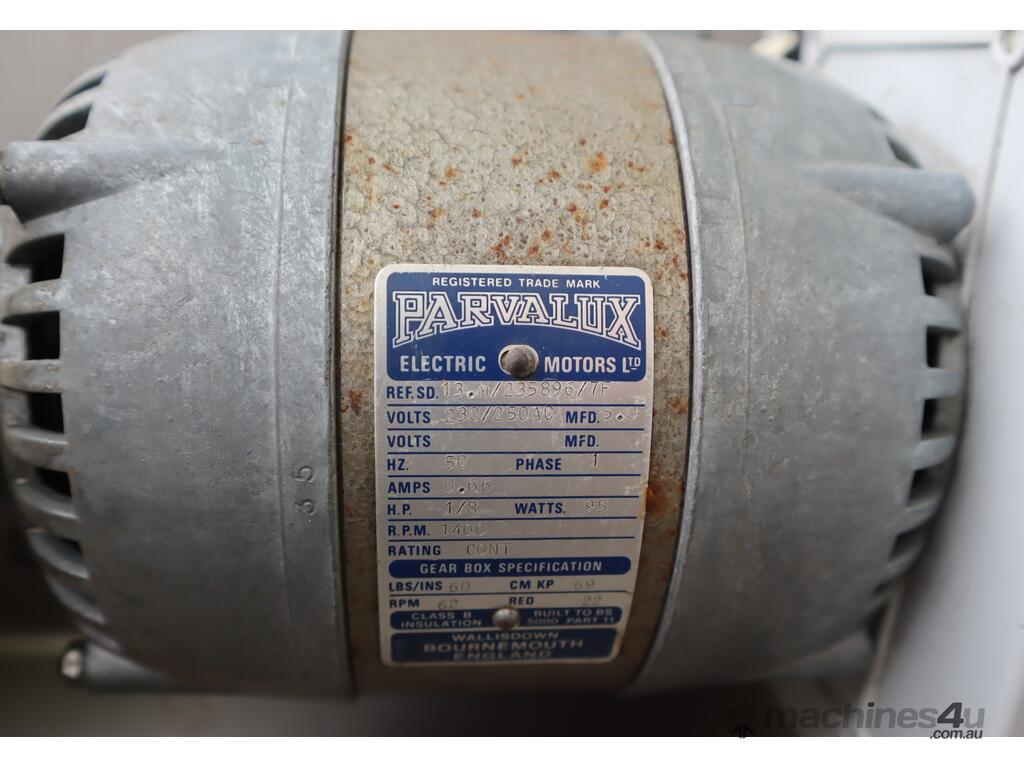 REGISTERED TRADE MARK
PARVALUX
ELECTRIC MOTORS LTD
REF.SD. 13.M/235896/7F
VOLTS 230/250AC MFD. 5.0
VOLTS MFD.
HZ. 50 PHASE 1
AMPS 0.66
H.P. 1/8 WATTS. 95
R.P.M. 1400
RATING CONT
GEAR BOX SPECIFICATION
LBS/INS 60 CM KP 69
RPM 62 RED 22
CLASS B INSULATION BUILT TO BS 5000 PART 11
WALLISDOWN
BOURNEMOUTH
ENGLAND
35
machines4u
.com.au